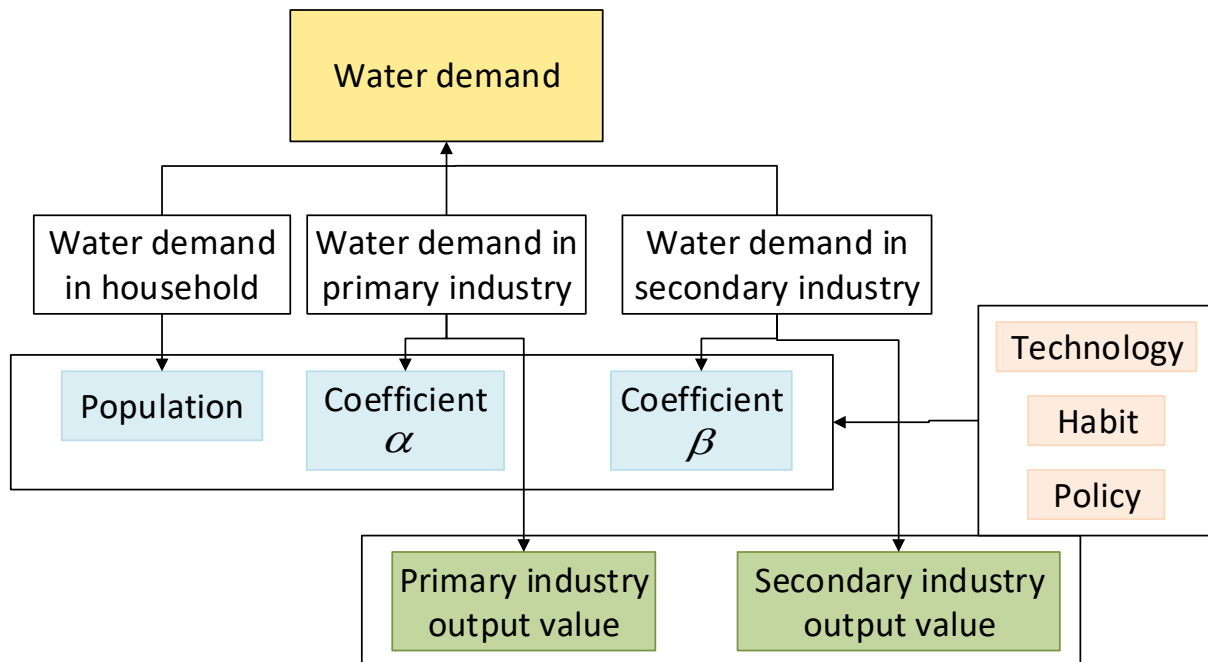 Water demand
Water demand
in household
Water demand in
primary industry
Water demand in
secondary industry
Technology
Habit
Policy
Population
Coefficient
α
Coefficient
β
Primary industry
output value
Secondary industry
output value